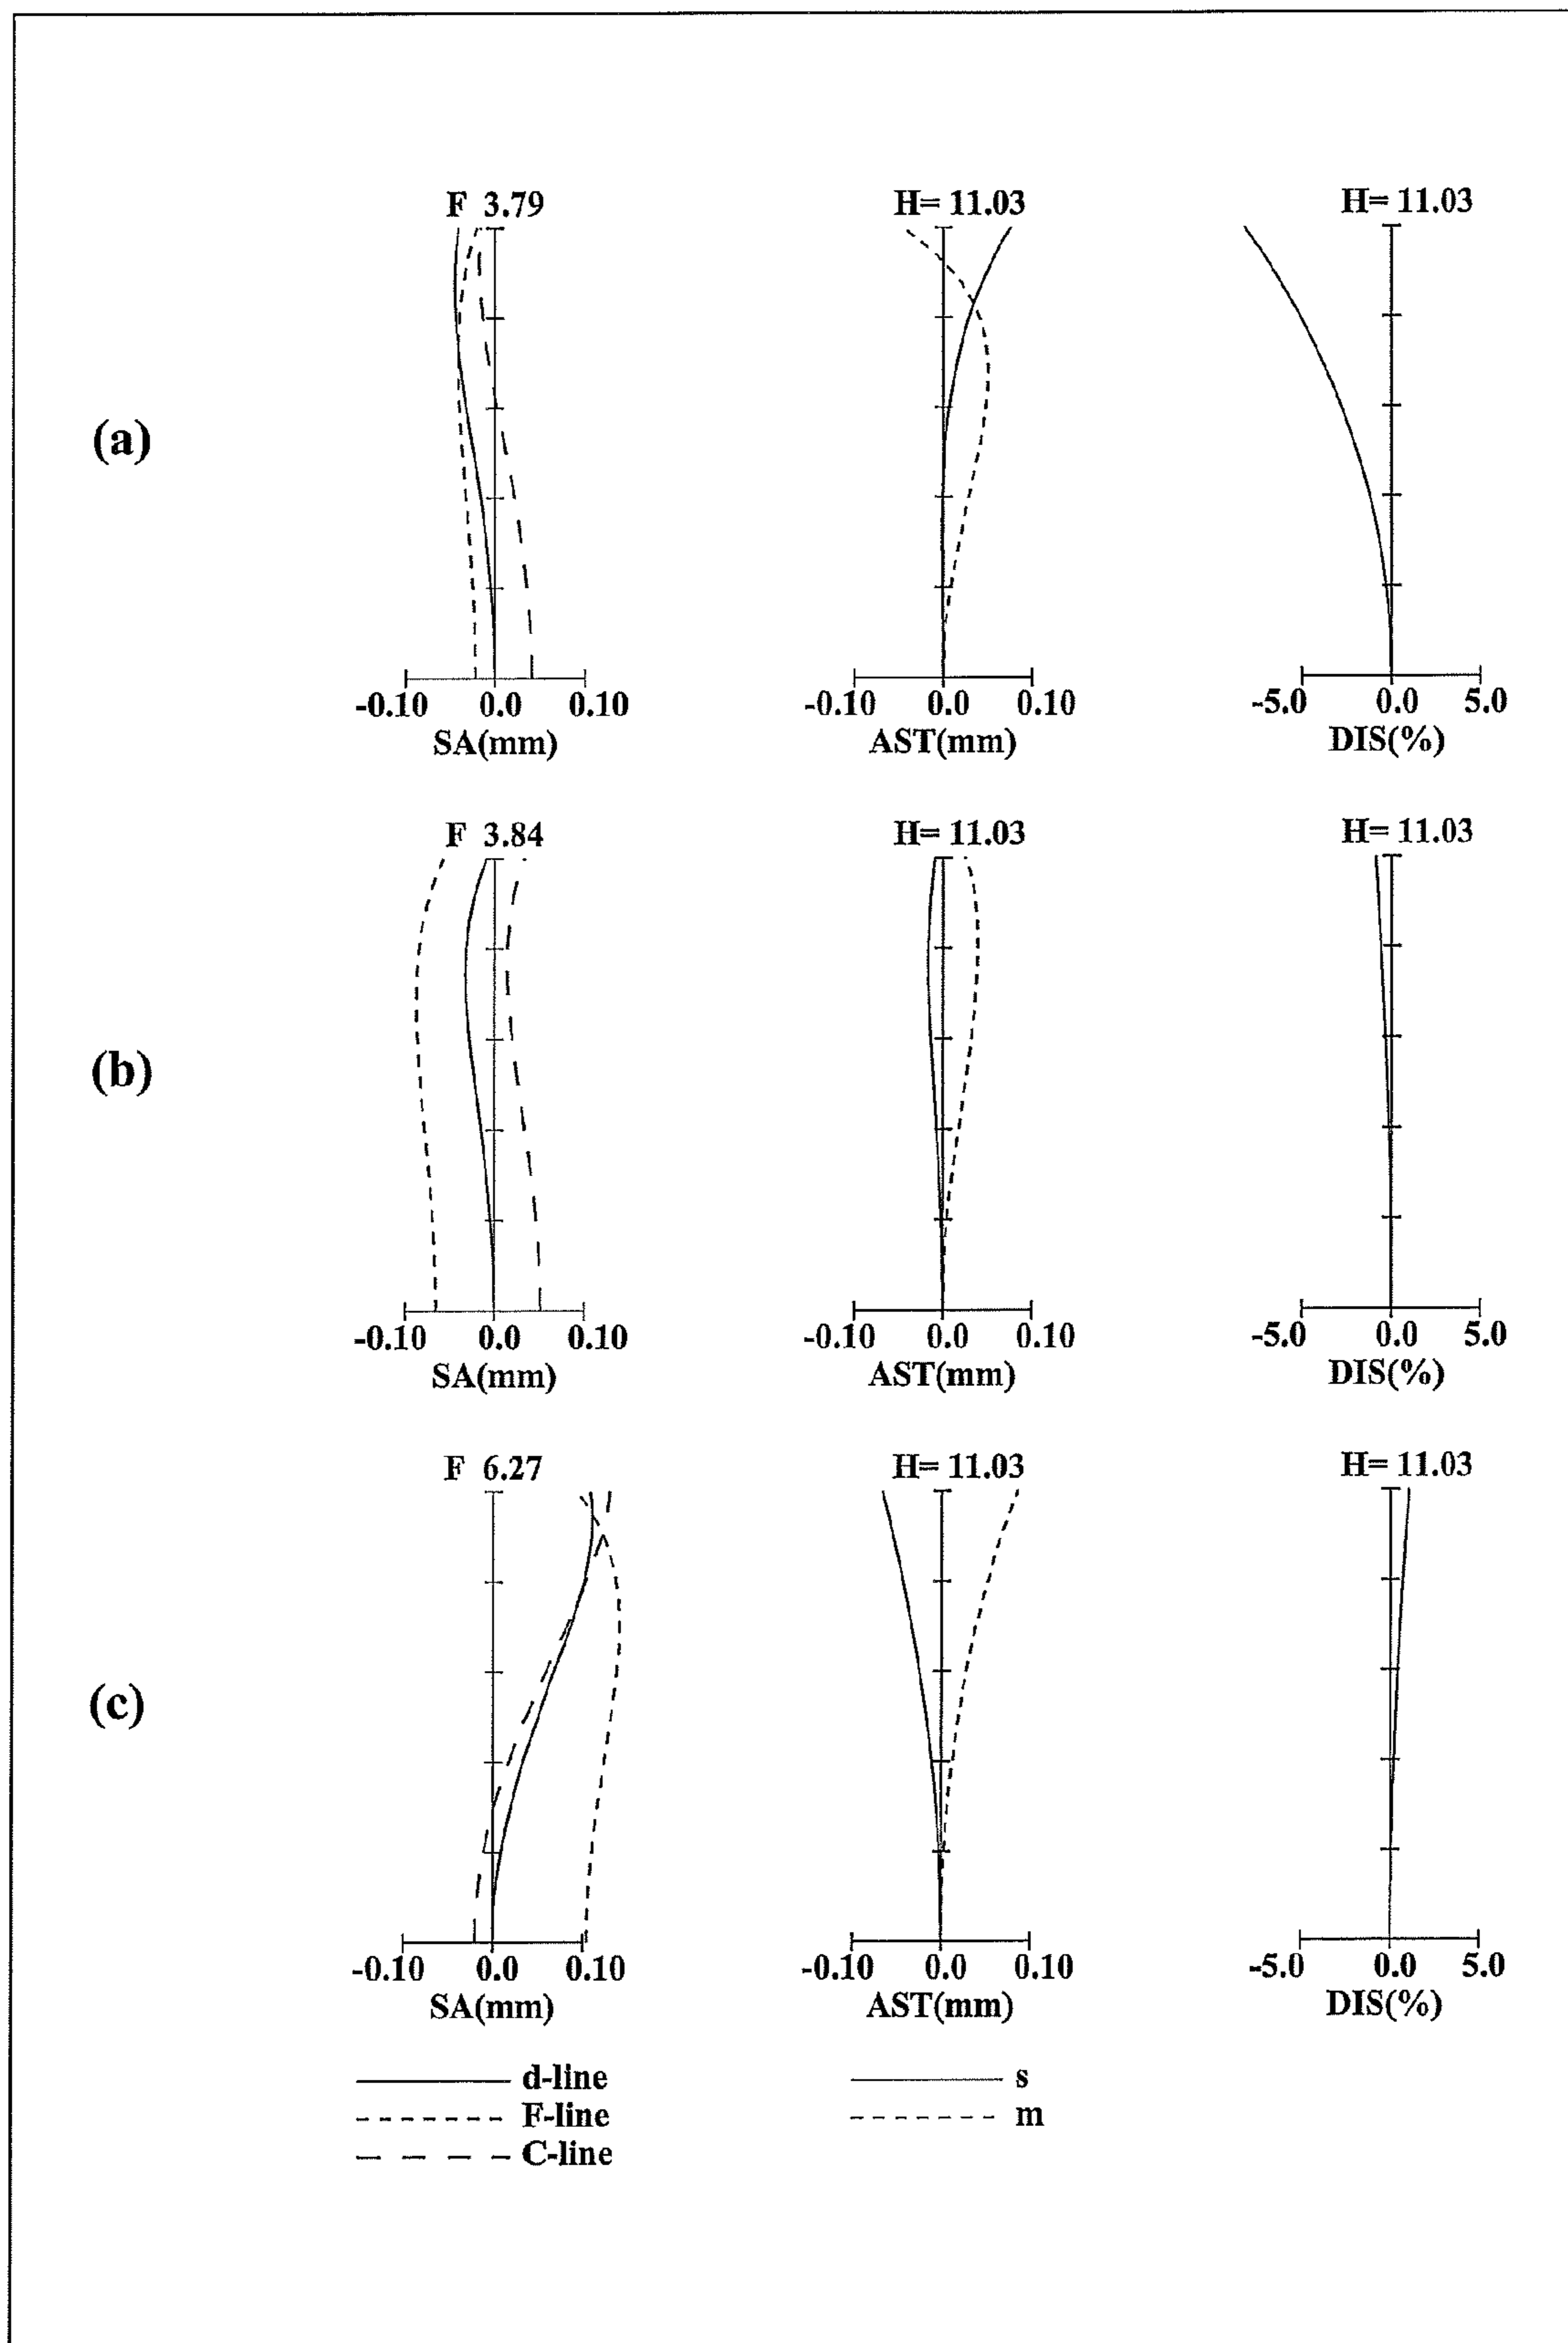 (a)
F 3.79
-0.10 0.0 0.10
SA(mm)
H= 11.03
-0.10 0.0 0.10
AST(mm)
H= 11.03
-5.0 0.0 5.0
DIS(%)
(b)
F 3.84
-0.10 0.0 0.10
SA(mm)
H= 11.03
-0.10 0.0 0.10
AST(mm)
H= 11.03
-5.0 0.0 5.0
DIS(%)
(c)
F 6.27
-0.10 0.0 0.10
SA(mm)
H= 11.03
-0.10 0.0 0.10
AST(mm)
H= 11.03
-5.0 0.0 5.0
DIS(%)
d-line
F-line
C-line
s
m